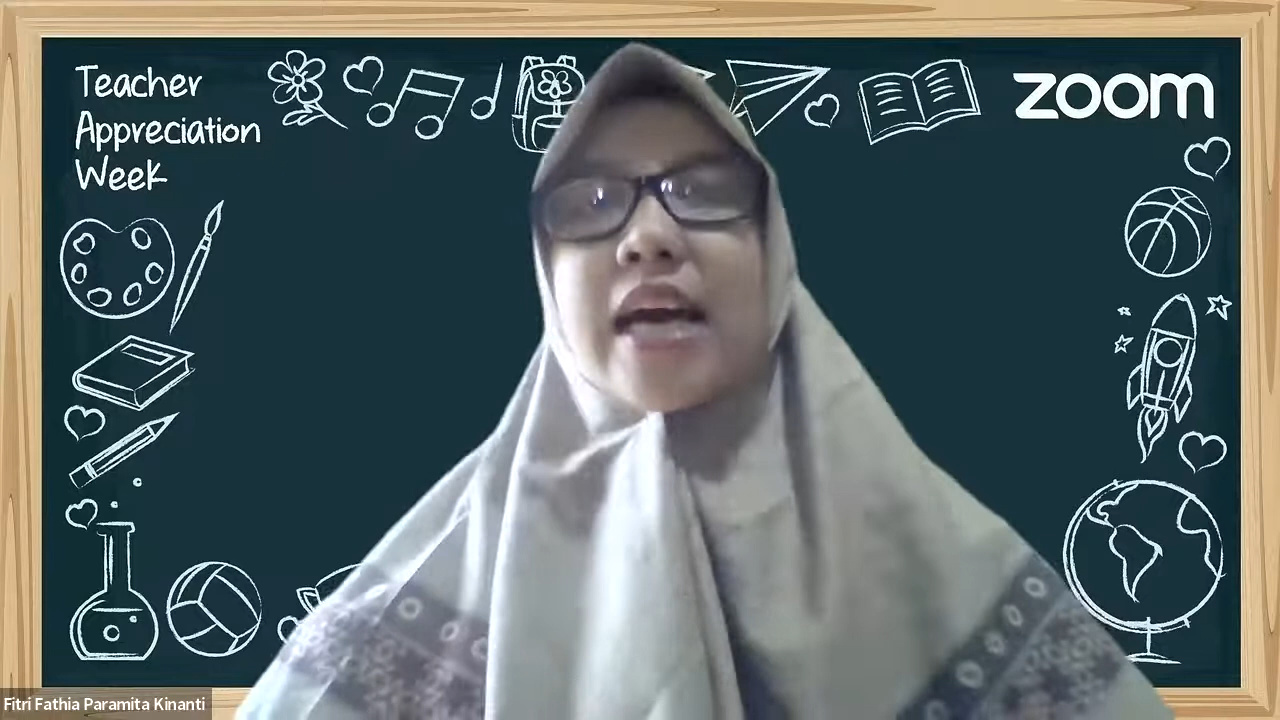 Teacher
Appreciation
Week
zoom
Fitri Fathia Paramita Kinanti